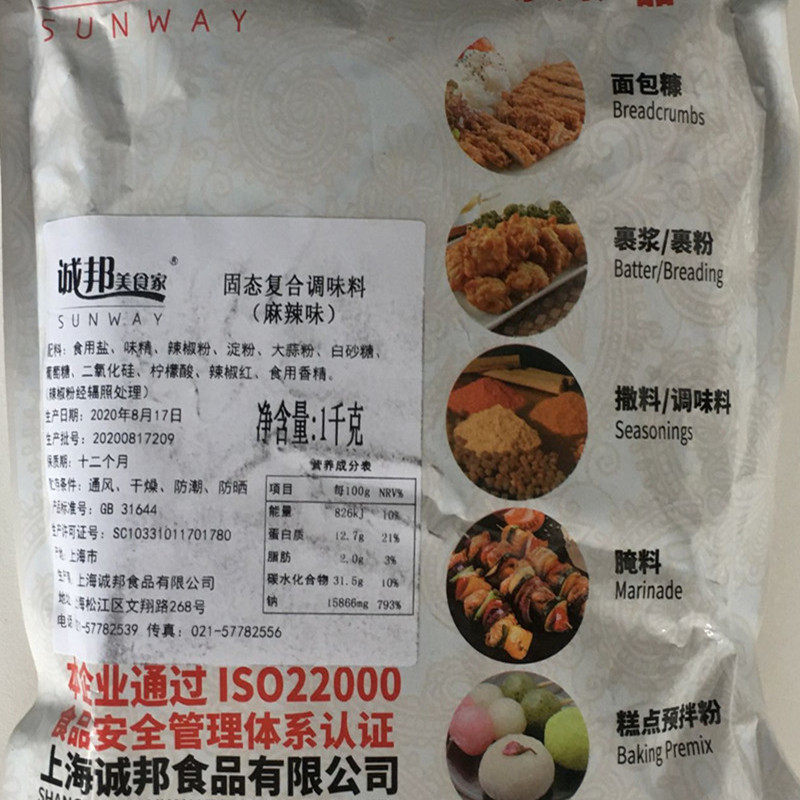 SUNWAY
面包糠
Breadcrumbs
裹浆/裹粉
Batter/Breading
撒料/调味料
Seasonings
腌料
Marinade
糕点预拌粉
Baking Premix
诚邦美食家®
SUNWAY
固态复合调味料
（麻辣味）
配料：食用盐、味精、辣椒粉、淀粉、大蒜粉、白砂糖、
葡萄糖、二氧化硅、柠檬酸、辣椒红、食用香精。
（辣椒粉经辐照处理）
生产日期：2020年8月17日
生产批号：20200817209
保质期：十二个月
净含量:1千克
贮存条件：通风、干燥、防潮、防晒
产品标准号：GB 31644
生产许可证号：SC10331011701780
产地：上海市
生产商：上海诚邦食品有限公司
地址：上海松江区文翔路268号
电话：021-57782539 传真：021-57782556
营养成分表
项目 每100g NRV%
能量 826kJ 10%
蛋白质 12.7g 21%
脂肪 2.0g 3%
碳水化合物 31.5g 10%
钠 15866mg 793%
本企业通过 ISO22000
食品安全管理体系认证
上海诚邦食品有限公司